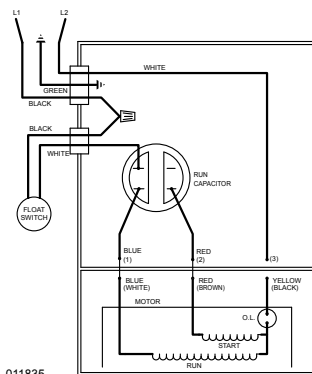 L1
L2
WHITE
GREEN
BLACK
BLACK
WHITE
FLOAT
SWITCH
RUN
CAPACITOR
BLUE
(1)
RED
(2)
(3)
BLUE
(WHITE)
RED
(BROWN)
YELLOW
(BLACK)
MOTOR
O.L.
START
RUN
011835